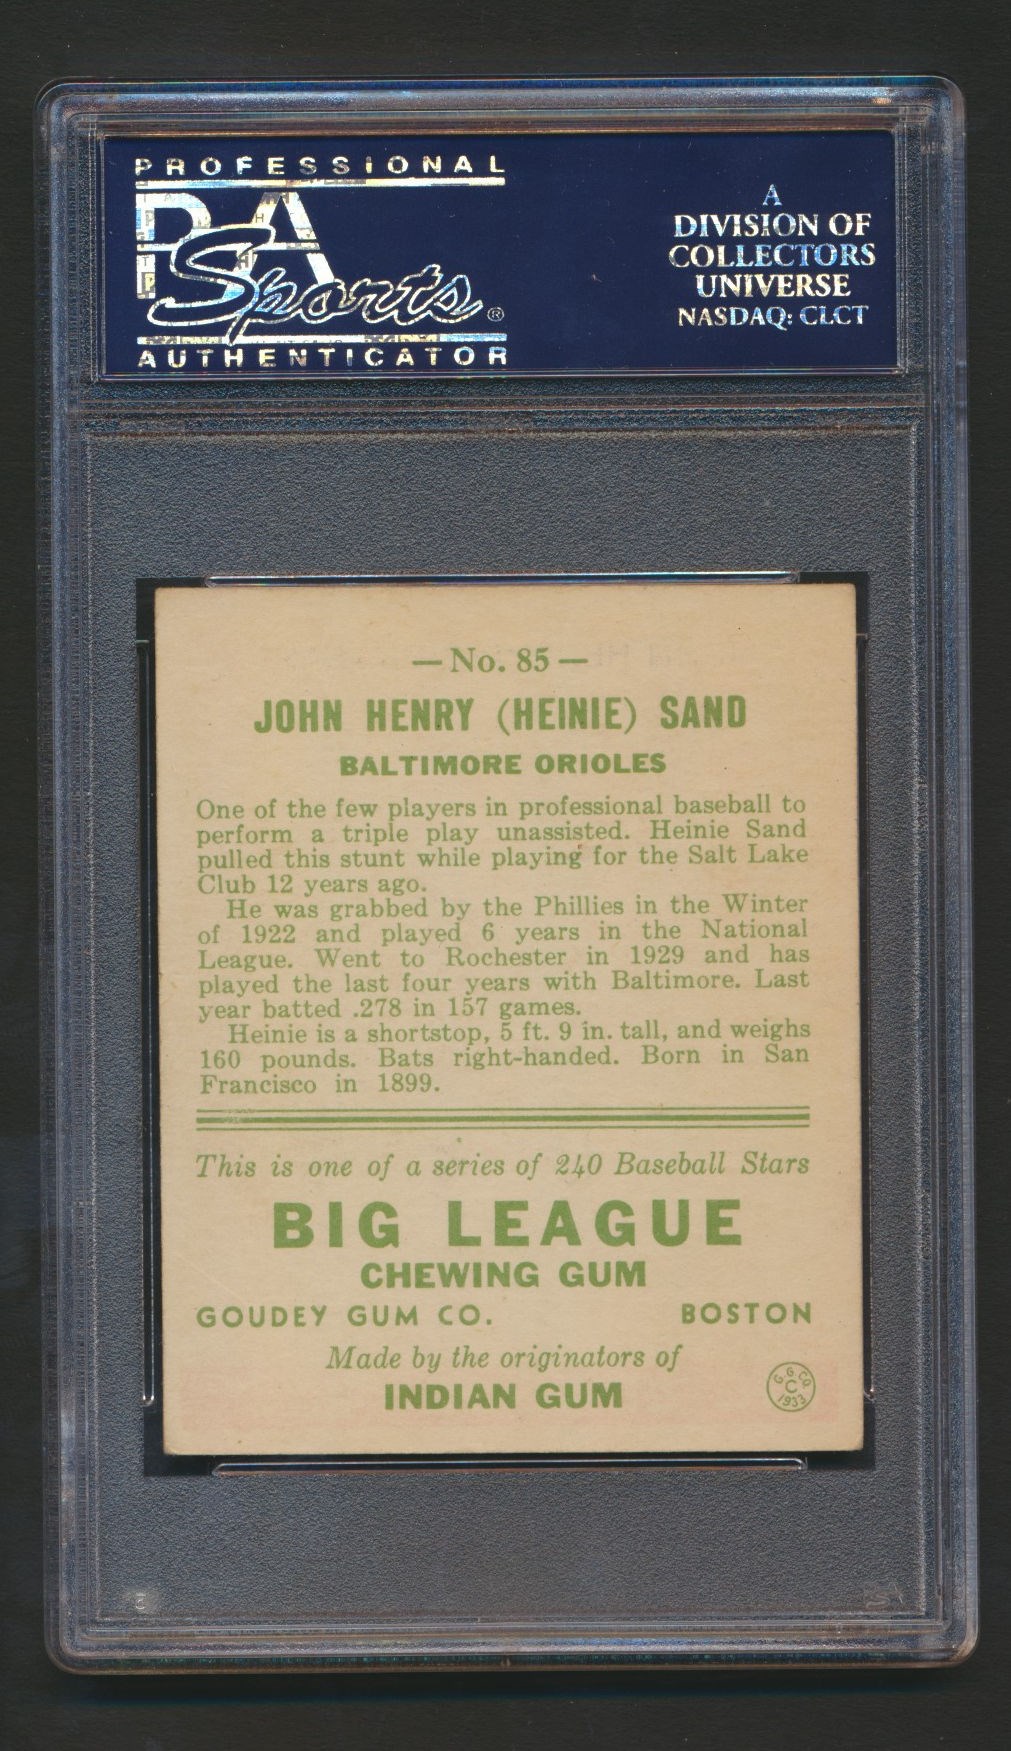 PROFESSIONAL
PSA
Sports®
AUTHENTICATOR
A
DIVISION OF
COLLECTORS
UNIVERSE
NASDAQ: CLCT
— No. 85 —
JOHN HENRY (HEINIE) SAND
BALTIMORE ORIOLES
One of the few players in professional baseball to
perform a triple play unassisted. Heinie Sand
pulled this stunt while playing for the Salt Lake
Club 12 years ago.
He was grabbed by the Phillies in the Winter
of 1922 and played 6 years in the National
League. Went to Rochester in 1929 and has
played the last four years with Baltimore. Last
year batted .278 in 157 games.
Heinie is a shortstop, 5 ft. 9 in. tall, and weighs
160 pounds. Bats right-handed. Born in San
Francisco in 1899.
This is one of a series of 240 Baseball Stars
BIG LEAGUE
CHEWING GUM
GOUDEY GUM CO. BOSTON
Made by the originators of
INDIAN GUM
G.G.CO.
C
1933